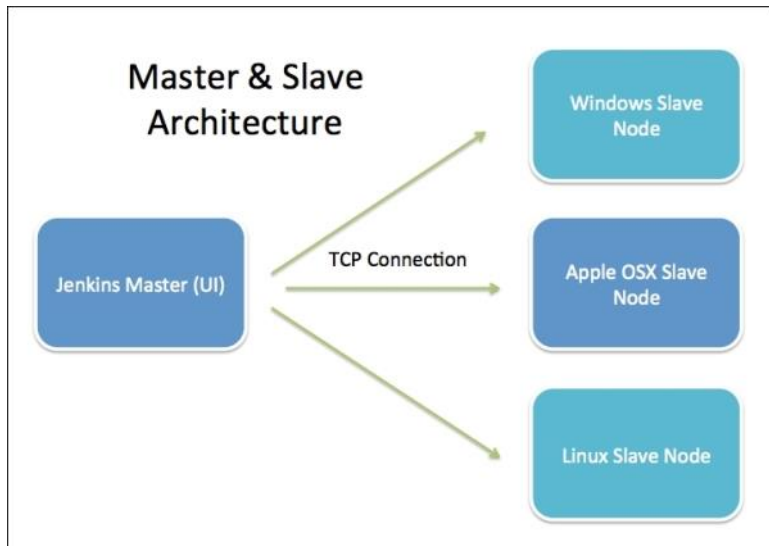 Master & Slave
Architecture
Windows Slave
Node
Jenkins Master (UI)
TCP Connection
Apple OSX Slave
Node
Linux Slave Node